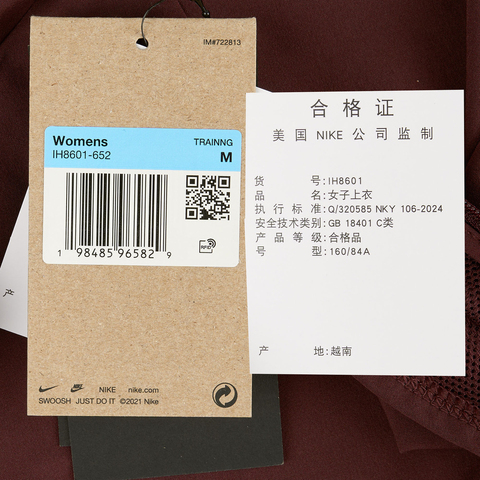 IM#722813
Womens
TRAINNG
IH8601-652
M
RFID
1 98485 96582 9
NIKE nike.com
SWOOSH JUST DO IT ©2021 Nike
产
合格证
美国 NIKE 公司监制
货 号:IH8601
品 名:女子上衣
执行标准:Q/320585 NKY 106-2024
安全技术类别:GB 18401 C类
产品等级:合格品
号 型:160/84A
产 地:越南